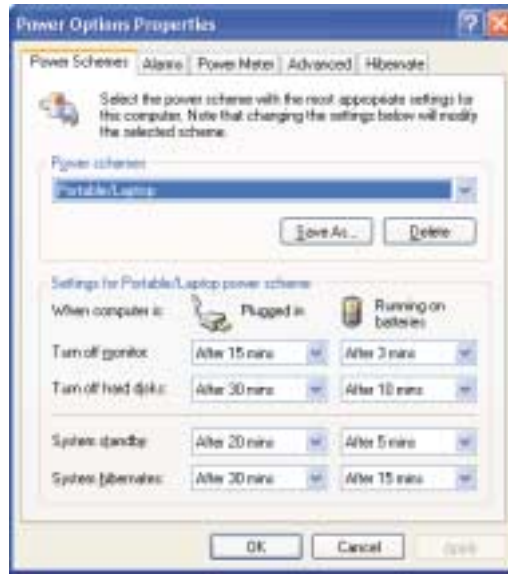 Power Options Properties
Power Schemes Alarms Power Meter Advanced Hibernate
Select the power scheme with the most appropriate settings for
this computer. Note that changing the settings below will modify
the selected scheme.
Power schemes
Portable/Laptop
Save As... Delete
Settings for Portable/Laptop power scheme
When computer is: Plugged in Running on
batteries
Turn off monitor: After 15 mins After 3 mins
Turn off hard disks: After 30 mins After 10 mins
System standby: After 20 mins After 5 mins
System hibernates: After 30 mins After 15 mins
OK Cancel Apply